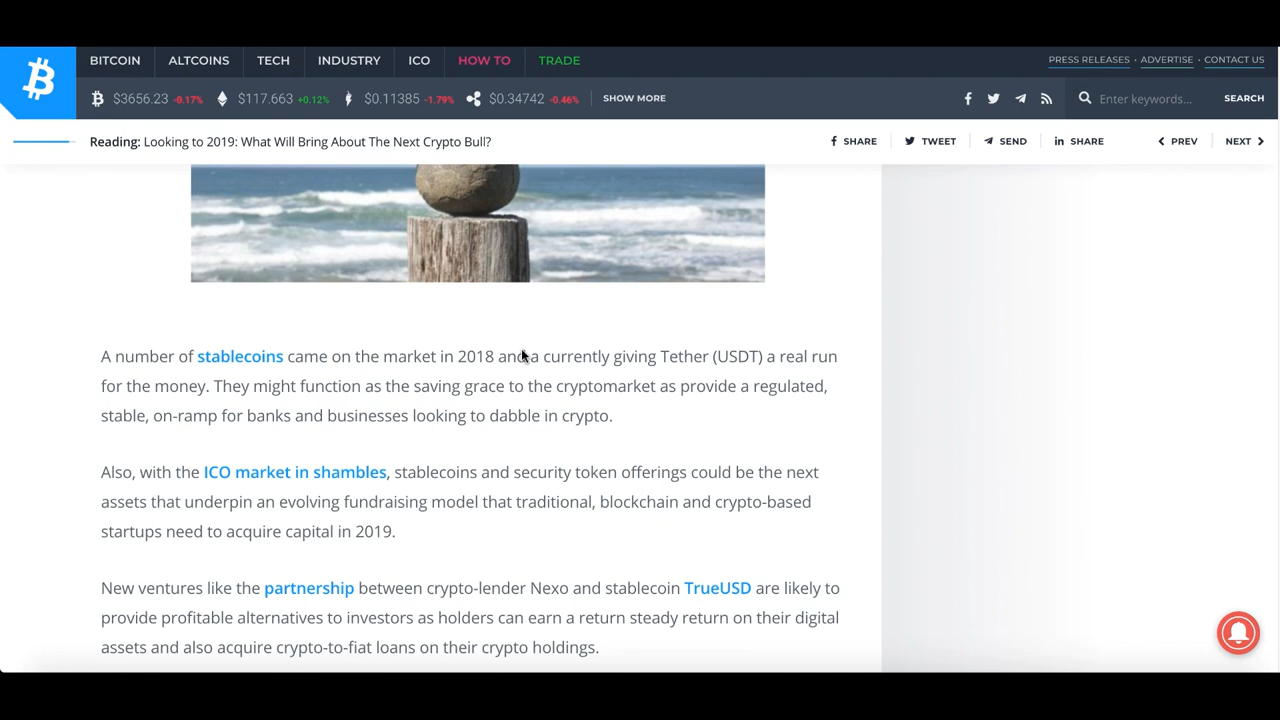 BITCOIN ALTCOINS TECH INDUSTRY ICO HOW TO TRADE PRESS RELEASES · ADVERTISE · CONTACT US
$3656.23 -0.17% $117.663 +0.12% $0.11385 -1.79% $0.34742 -0.46% SHOW MORE Enter keywords... SEARCH
Reading: Looking to 2019: What Will Bring About The Next Crypto Bull? SHARE TWEET SEND SHARE PREV NEXT
A number of stablecoins came on the market in 2018 and a currently giving Tether (USDT) a real run
for the money. They might function as the saving grace to the cryptomarket as provide a regulated,
stable, on-ramp for banks and businesses looking to dabble in crypto.
Also, with the ICO market in shambles, stablecoins and security token offerings could be the next
assets that underpin an evolving fundraising model that traditional, blockchain and crypto-based
startups need to acquire capital in 2019.
New ventures like the partnership between crypto-lender Nexo and stablecoin TrueUSD are likely to
provide profitable alternatives to investors as holders can earn a return steady return on their digital
assets and also acquire crypto-to-fiat loans on their crypto holdings.